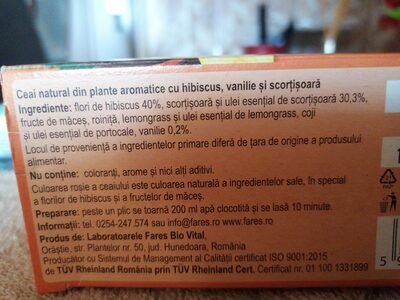 Ceai natural din plante aromatice cu hibiscus, vanilie și scorțișoară
Ingrediente: flori de hibiscus 40%, scorțișoară și ulei esențial de scorțișoară 30,3%,
fructe de măceș, roiniță, lemongrass și ulei esențial de lemongrass, coji
și ulei esențial de portocale, vanilie 0,2%.
Locul de proveniență a ingredientelor primare diferă de țara de origine a produsului
alimentar.
Nu conține: coloranți, arome și nici alți aditivi.
Culoarea roșie a ceaiului este culoarea naturală a ingredientelor sale, în special
a florilor de hibiscus și a fructelor de măceș.
Preparare: peste un plic se toarnă 200 ml apă clocotită și se lasă 10 minute.
Informații: tel. 0254-247.574 sau info@fares.ro www.fares.ro.
Produs de: Laboratoarele Fares Bio Vital,
Orăștie, str. Plantelor nr. 50, jud. Hunedoara, România
Producător cu Sistemul de Management al Calității certificat ISO 9001:2015
de TÜV Rheinland România prin TÜV Rheinland Cert. Certificat nr. 01 100 1331899